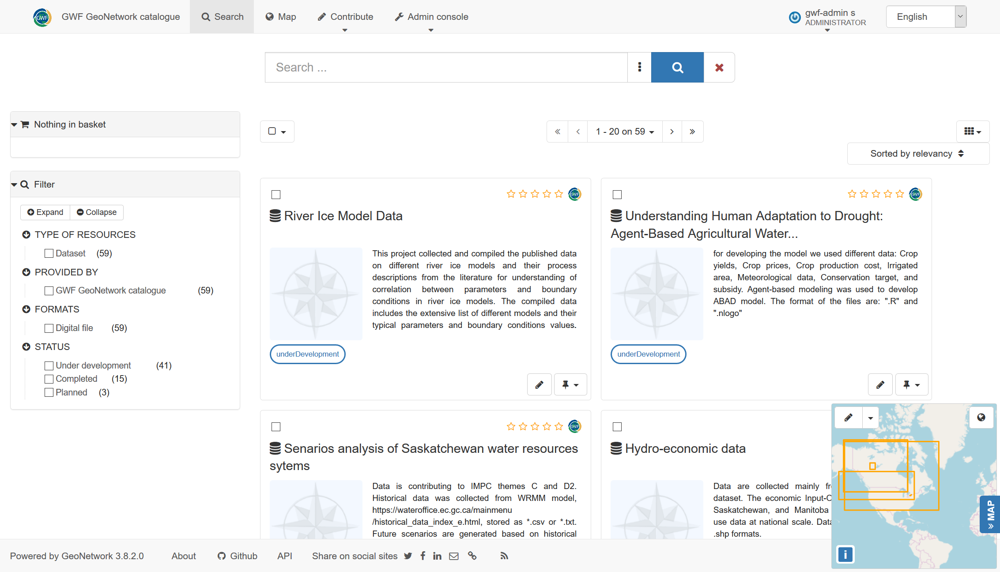 GWF GeoNetwork catalogue
Search
Map
Contribute
Admin console
gwf-admin s
ADMINISTRATOR
English
Search ...
Nothing in basket
1 - 20 on 59
Sorted by relevancy
Filter
Expand
Collapse
TYPE OF RESOURCES
Dataset (59)
PROVIDED BY
GWF GeoNetwork catalogue (59)
FORMATS
Digital file (59)
STATUS
Under development (41)
Completed (15)
Planned (3)
GWF
River Ice Model Data
This project collected and compiled the published data
on different river ice models and their process
descriptions from the literature for understanding of
correlation between parameters and boundary
conditions in river ice models. The compiled data
includes the extensive list of different models and their
typical parameters and boundary conditions values.
underDevelopment
GWF
Understanding Human Adaptation to Drought:
Agent-Based Agricultural Water...
for developing the model we used different data: Crop
yields, Crop prices, Crop production cost, Irrigated
area, Meteorological data, Conservation target, and
subsidy. Agent-based modeling was used to develop
ABAD model. The format of the files are: ".R" and
".nlogo"
underDevelopment
GWF
Senarios analysis of Saskatchewan water resources
sytems
Data is contributing to IMPC themes C and D2.
Historical data was collected from WRMM model,
https://wateroffice.ec.gc.ca/mainmenu
/historical_data_index_e.html, stored as *.csv or *.txt.
Future scenarios are generated based on historical
Hydro-economic data
Data are collected mainly fr
dataset. The economic Input-O
Saskatchewan, and Manitoba
use data at national scale. Data
.shp formats.
MAP
i
Powered by GeoNetwork 3.8.2.0
About
Github
API
Share on social sites